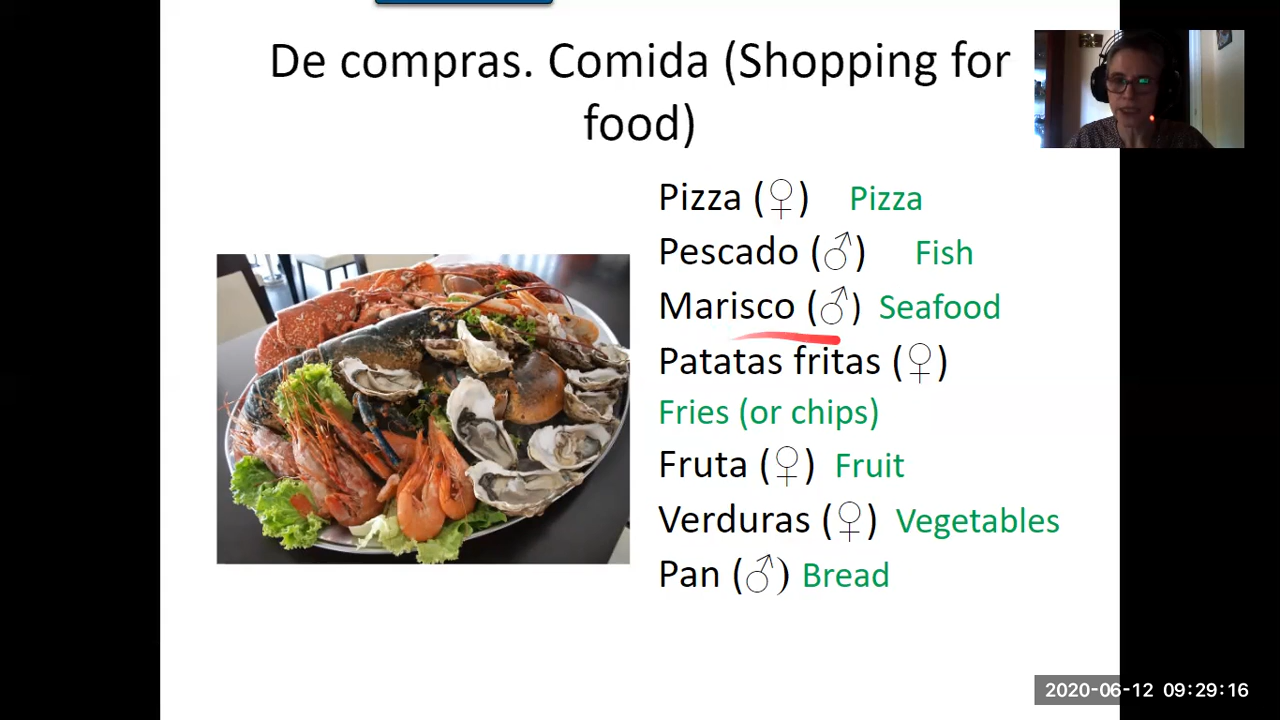 De compras. Comida (Shopping for
food)
Pizza (♀) Pizza
Pescado (♂) Fish
Marisco (♂) Seafood
Patatas fritas (♀)
Fries (or chips)
Fruta (♀) Fruit
Verduras (♀) Vegetables
Pan (♂) Bread
2020-06-12 09:29:16